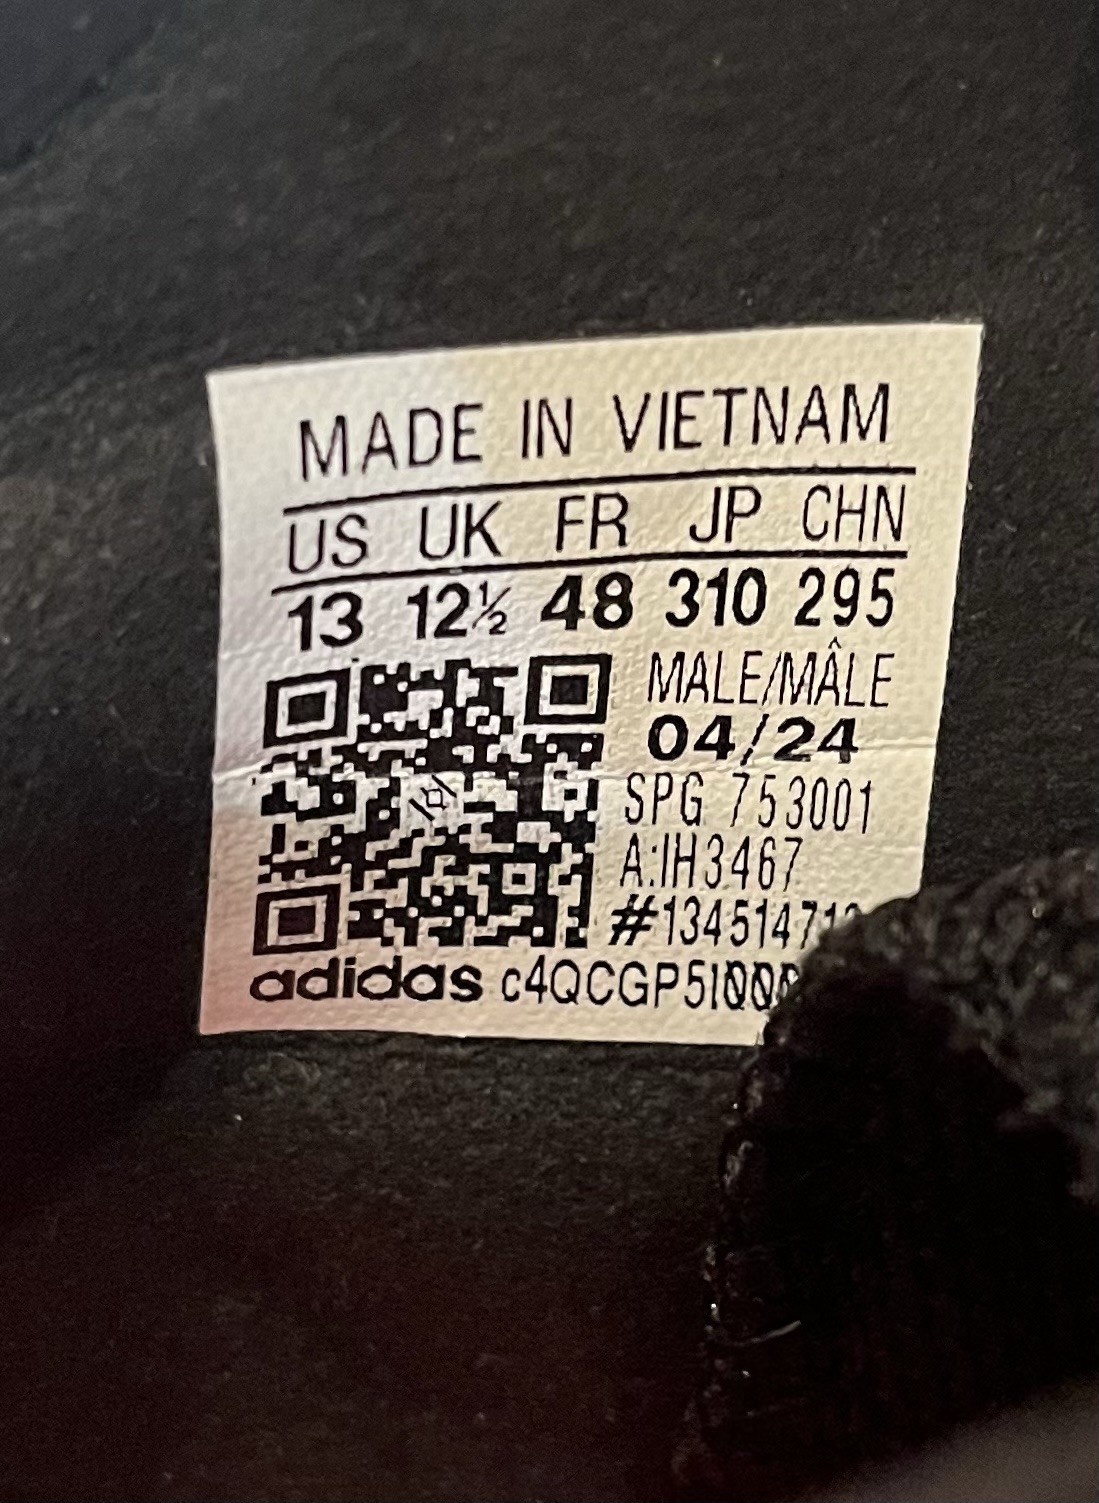 MADE IN VIETNAM
US UK FR JP CHN
13 12½ 48 310 295
MALE/MÂLE
04/24
SPG 753001
A:IH3467
adidas